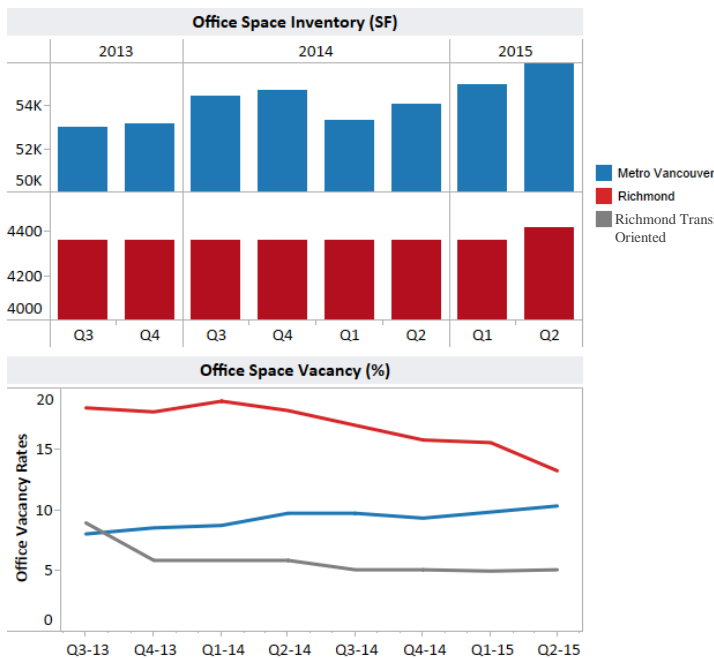 Office Space Inventory (SF)
2013 2014 2015
54K
52K
50K
4400
4200
4000
Q3 Q4 Q3 Q4 Q1 Q2 Q1 Q2
Metro Vancouver
Richmond
Richmond Trans
Oriented
Office Space Vacancy (%)
Office Vacancy Rates
20
15
10
5
0
Q3-13 Q4-13 Q1-14 Q2-14 Q3-14 Q4-14 Q1-15 Q2-15